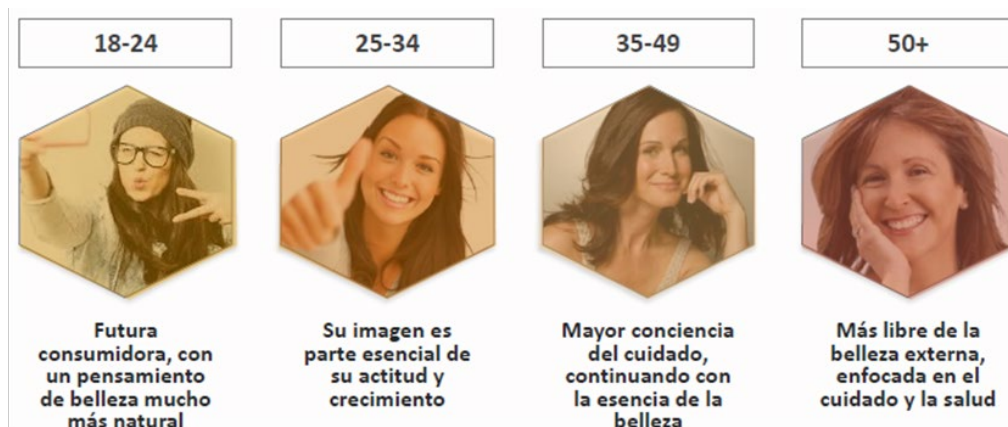 18-24
25-34
35-49
50+
Futura
consumidora, con
un pensamiento
de belleza mucho
más natural
Su imagen es
parte esencial de
su actitud y
crecimiento
Mayor conciencia
del cuidado,
continuando con
la esencia de la
belleza
Más libre de la
belleza externa,
enfocada en el
cuidado y la salud